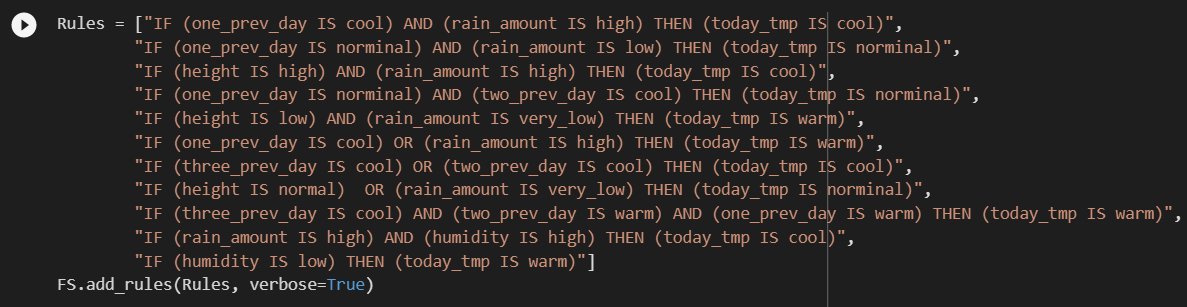 Rules = ["IF (one_prev_day IS cool) AND (rain_amount IS high) THEN (today_tmp IS cool)",
"IF (one_prev_day IS norminal) AND (rain_amount IS low) THEN (today_tmp IS norminal)",
"IF (height IS high) AND (rain_amount IS high) THEN (today_tmp IS cool)",
"IF (one_prev_day IS norminal) AND (two_prev_day IS cool) THEN (today_tmp IS norminal)",
"IF (height IS low) AND (rain_amount IS very_low) THEN (today_tmp IS warm)",
"IF (one_prev_day IS cool) OR (rain_amount IS high) THEN (today_tmp IS warm)",
"IF (three_prev_day IS cool) OR (two_prev_day IS cool) THEN (today_tmp IS cool)",
"IF (height IS normal)  OR (rain_amount IS very_low) THEN (today_tmp IS norminal)",
"IF (three_prev_day IS cool) AND (two_prev_day IS warm) AND (one_prev_day IS warm) THEN (today_tmp IS warm)",
"IF (rain_amount IS high) AND (humidity IS high) THEN (today_tmp IS cool)",
"IF (humidity IS low) THEN (today_tmp IS warm)"]
FS.add_rules(Rules, verbose=True)